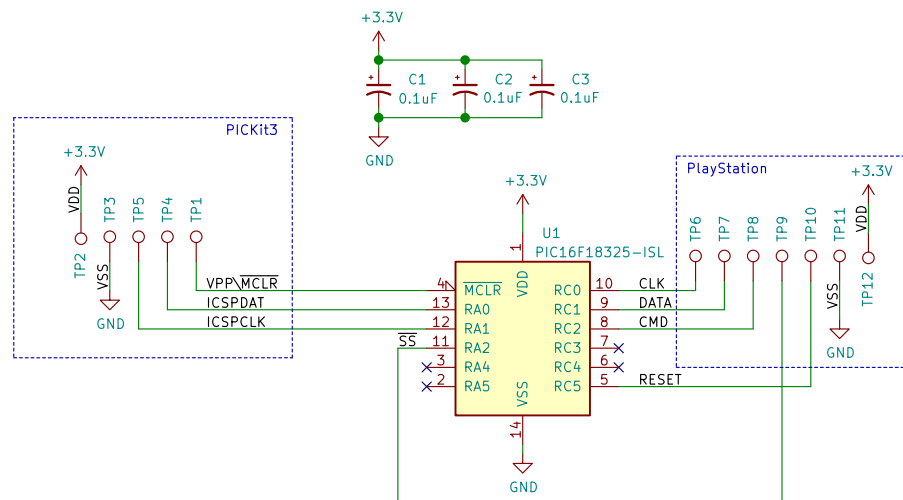 +3.3V
+ C1 0.1uF
+ C2 0.1uF
+ C3 0.1uF
GND
PICKit3
+3.3V
VDD
TP2
TP3
TP5
TP4
TP1
VSS
GND
VPP\MCLR
ICSPDAT
ICSPCLK
SS
+3.3V
U1
PIC16F18325-ISL
1
VDD
4 MCLR
13 RA0
12 RA1
11 RA2
3 RA4
2 RA5
RC0 10 CLK
RC1 9 DATA
RC2 8 CMD
RC3 7
RC4 6
RC5 5 RESET
VSS
14
GND
PlayStation
+3.3V
TP6
TP7
TP8
TP9
TP10
TP11
VDD
TP12
VSS
GND